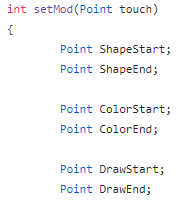 int setMod(Point touch)
{
Point ShapeStart;
Point ShapeEnd;
Point ColorStart;
Point ColorEnd;
Point DrawStart;
Point DrawEnd;